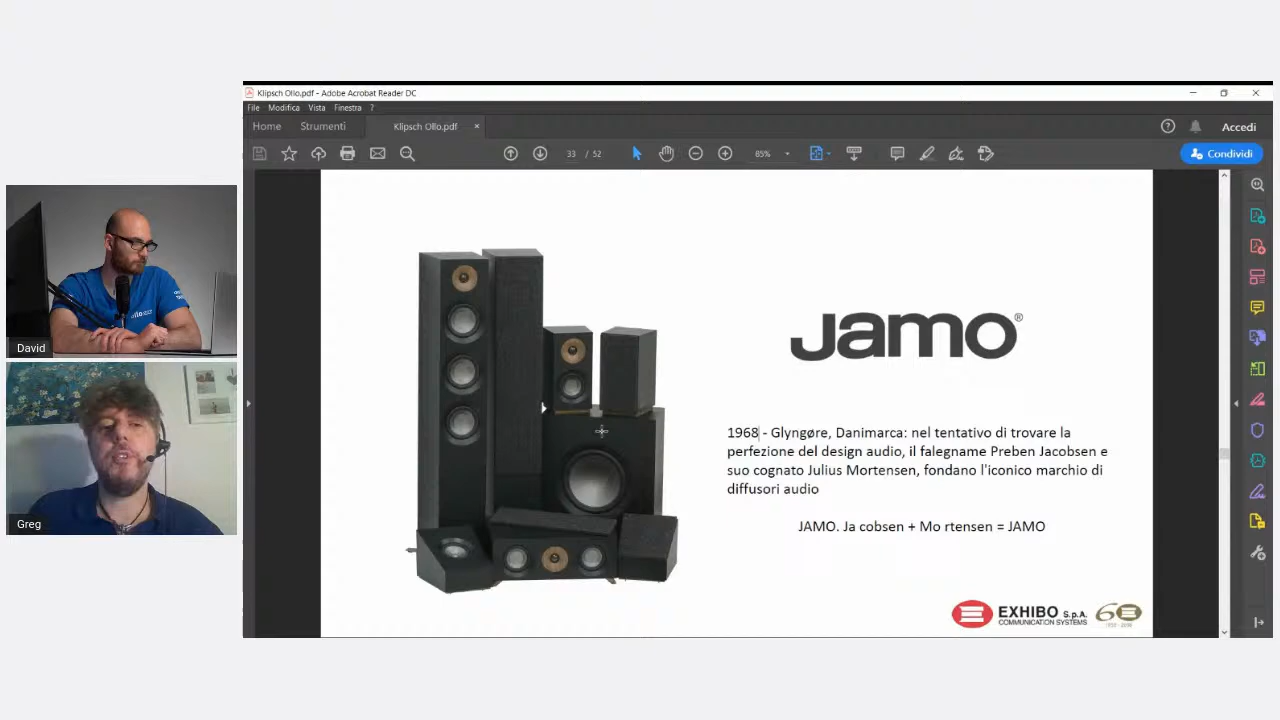 Klipsch Ollo.pdf - Adobe Acrobat Reader DC
File Modifica Vista Finestra ?
Home Strumenti Klipsch Ollo.pdf × Accedi
33 / 52 85% Condividi
David
Greg
Jamo®
1968 - Glyngøre, Danimarca: nel tentativo di trovare la
perfezione del design audio, il falegname Preben Jacobsen e
suo cognato Julius Mortensen, fondano l'iconico marchio di
diffusori audio
JAMO. Ja cobsen + Mo rtensen = JAMO
EXHIBO S.p.A.
COMMUNICATION SYSTEMS
60